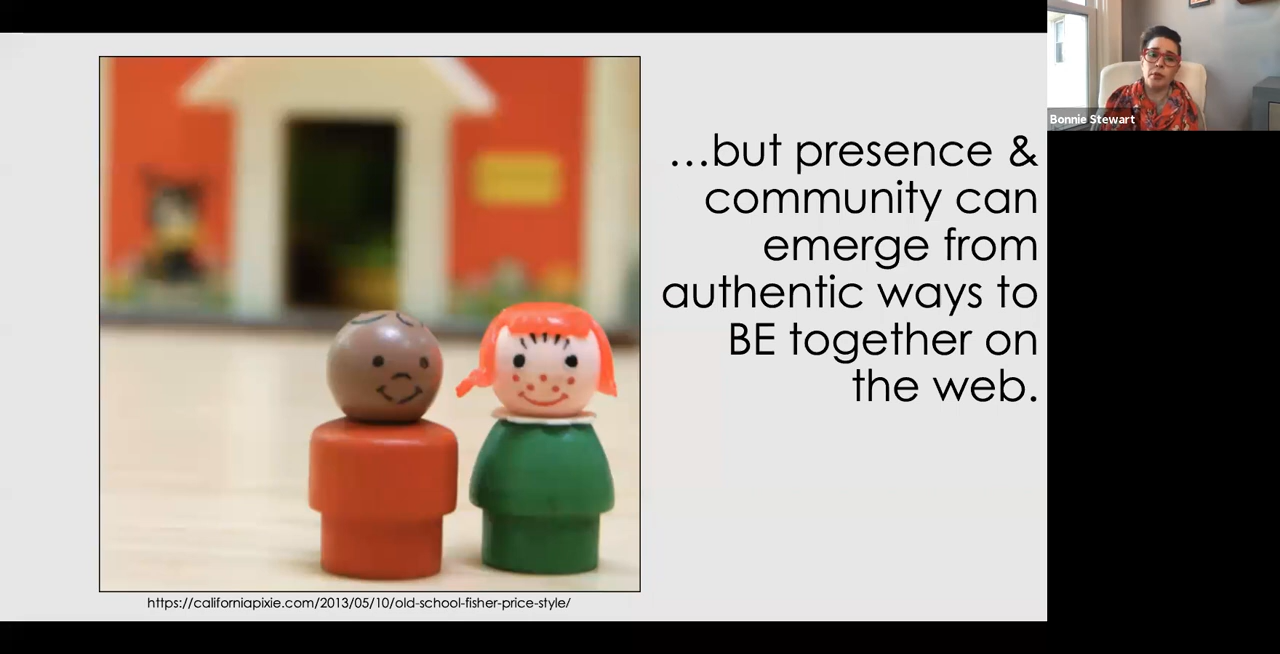 Bonnie Stewart
...but presence &
community can
emerge from
authentic ways to
BE together on
the web.
https://californiapixie.com/2013/05/10/old-school-fisher-price-style/